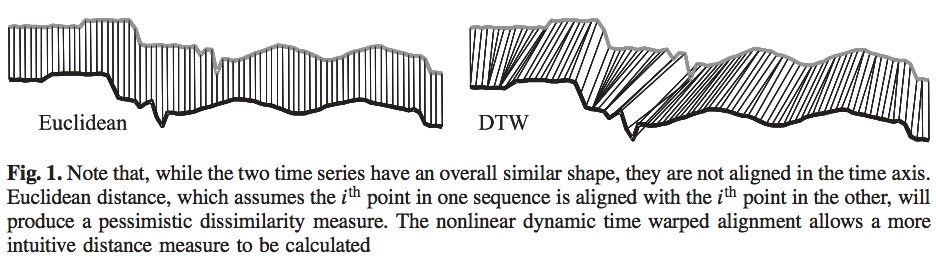 Euclidean
DTW
Fig. 1. Note that, while the two time series have an overall similar shape, they are not aligned in the time axis.
Euclidean distance, which assumes the iᵗʰ point in one sequence is aligned with the iᵗʰ point in the other, will
produce a pessimistic dissimilarity measure. The nonlinear dynamic time warped alignment allows a more
intuitive distance measure to be calculated